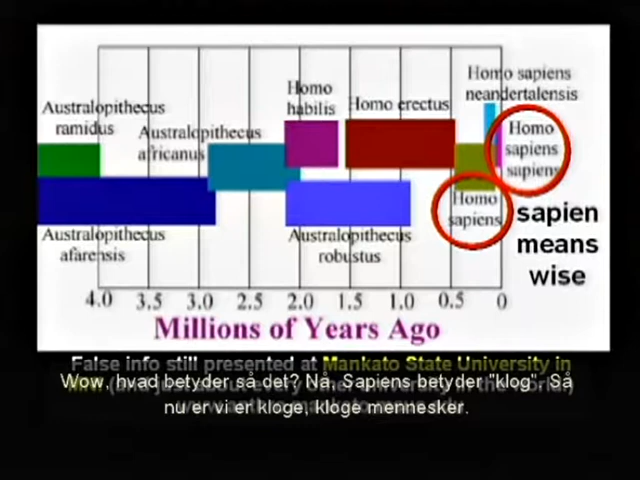 Homo sapiens
neandertalensis
Homo
habilis
Homo erectus
Australopithecus
ramidus
Australopithecus
africanus
Homo
sapiens
sapiens
Homo
sapiens
sapien
means
wise
Australopithecus
afarensis
Australopithecus
robustus
4.0 3.5 3.0 2.5 2.0 1.5 1.0 0.5 0
Millions of Years Ago
False info still presented at Mankato State University in
Wow, hvad betyder så det? Nå. Sapiens betyder "klog". Så
nu er vi er kloge, kloge mennesker.